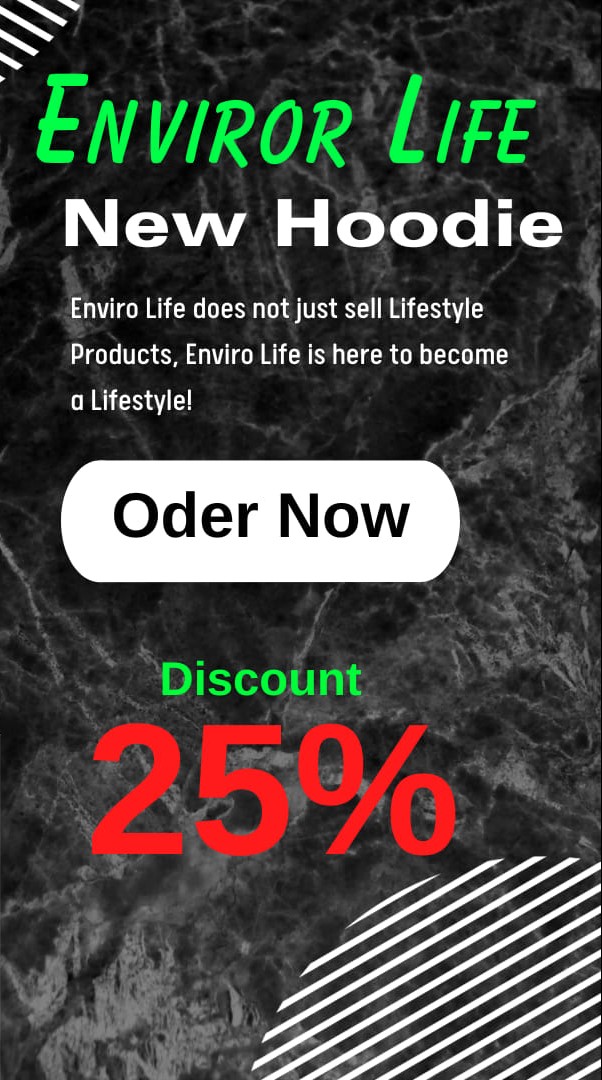 Enviror Life
New Hoodie
Enviro Life does not just sell Lifestyle
Products, Enviro Life is here to become
a Lifestyle!
Oder Now
Discount
25%